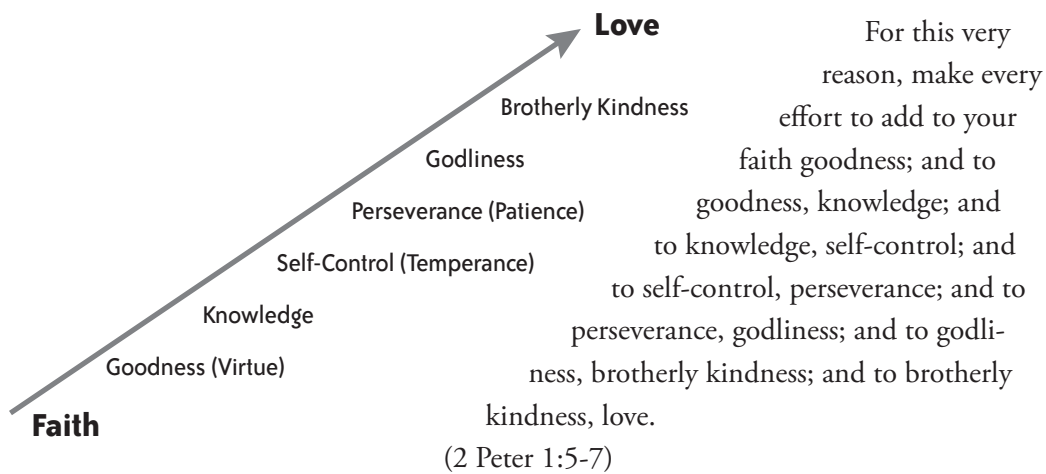 Love
Brotherly Kindness
Godliness
Perseverance (Patience)
Self-Control (Temperance)
Knowledge
Goodness (Virtue)
Faith
For this very
reason, make every
effort to add to your
faith goodness; and to
goodness, knowledge; and
to knowledge, self-control; and
to self-control, perseverance; and to
perseverance, godliness; and to godli-
ness, brotherly kindness; and to brotherly
kindness, love.
(2 Peter 1:5-7)